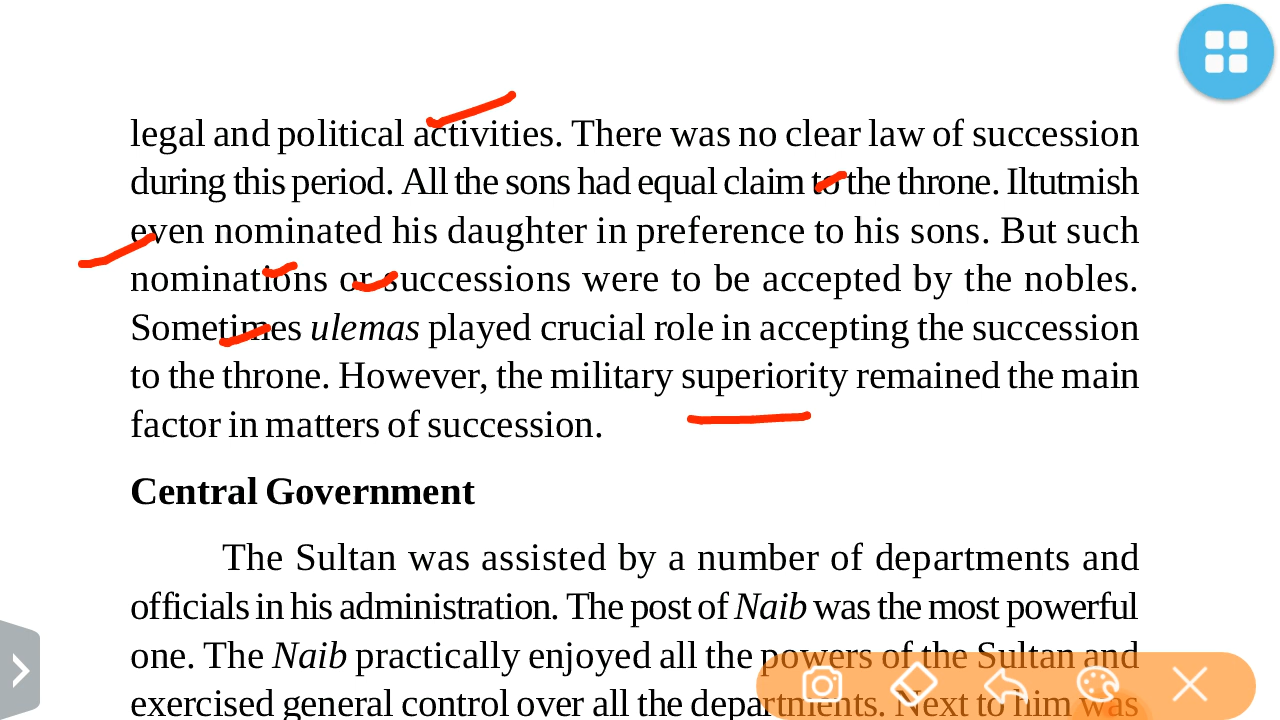 legal and political activities. There was no clear law of succession
during this period. All the sons had equal claim to the throne. Iltutmish
even nominated his daughter in preference to his sons. But such
nominations or successions were to be accepted by the nobles.
Sometimes ulemas played crucial role in accepting the succession
to the throne. However, the military superiority remained the main
factor in matters of succession.
Central Government
The Sultan was assisted by a number of departments and
officials in his administration. The post of Naib was the most powerful
one. The Naib practically enjoyed all the powers of the Sultan and
exercised general control over all the departments. Next to him was